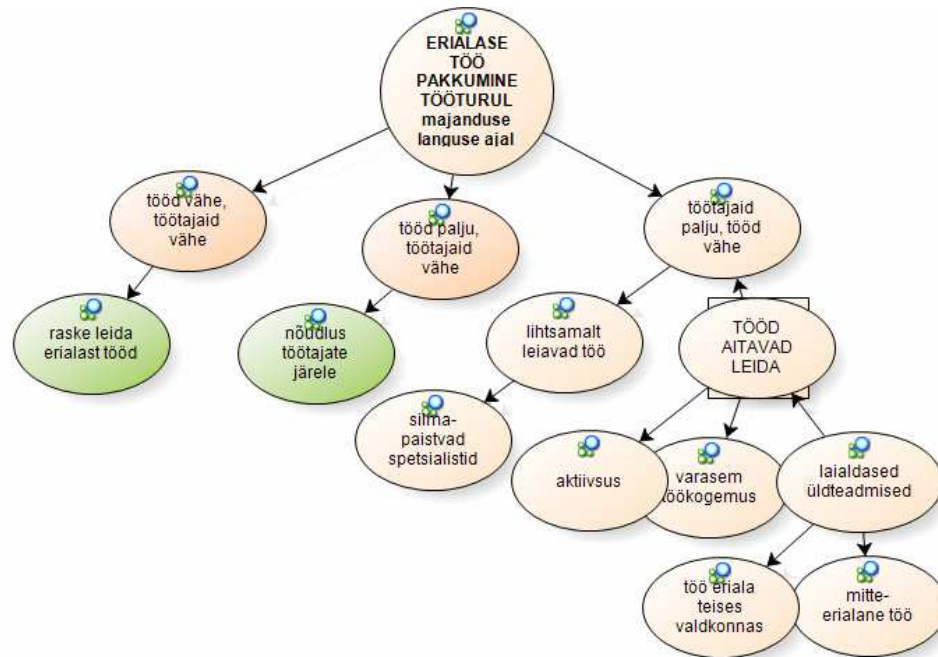 ERIALASE
TÖÖ
PAKKUMINE
TÖÖTURUL
majanduse
languse ajal
tööd vähe,
töötajaid
vähe
tööd palju,
töötajaid
vähe
töötajaid
palju, tööd
vähe
raske leida
erialast tööd
nõudlus
töötajate
järele
lihtsamalt
leiavad töö
TÖÖD
AITAVAD
LEIDA
silma-
paistvad
spetsialistid
aktiivsus
varasem
töökogemus
laialdased
üldteadmised
töö eriala
teises
valdkonnas
mitte-
erialane töö